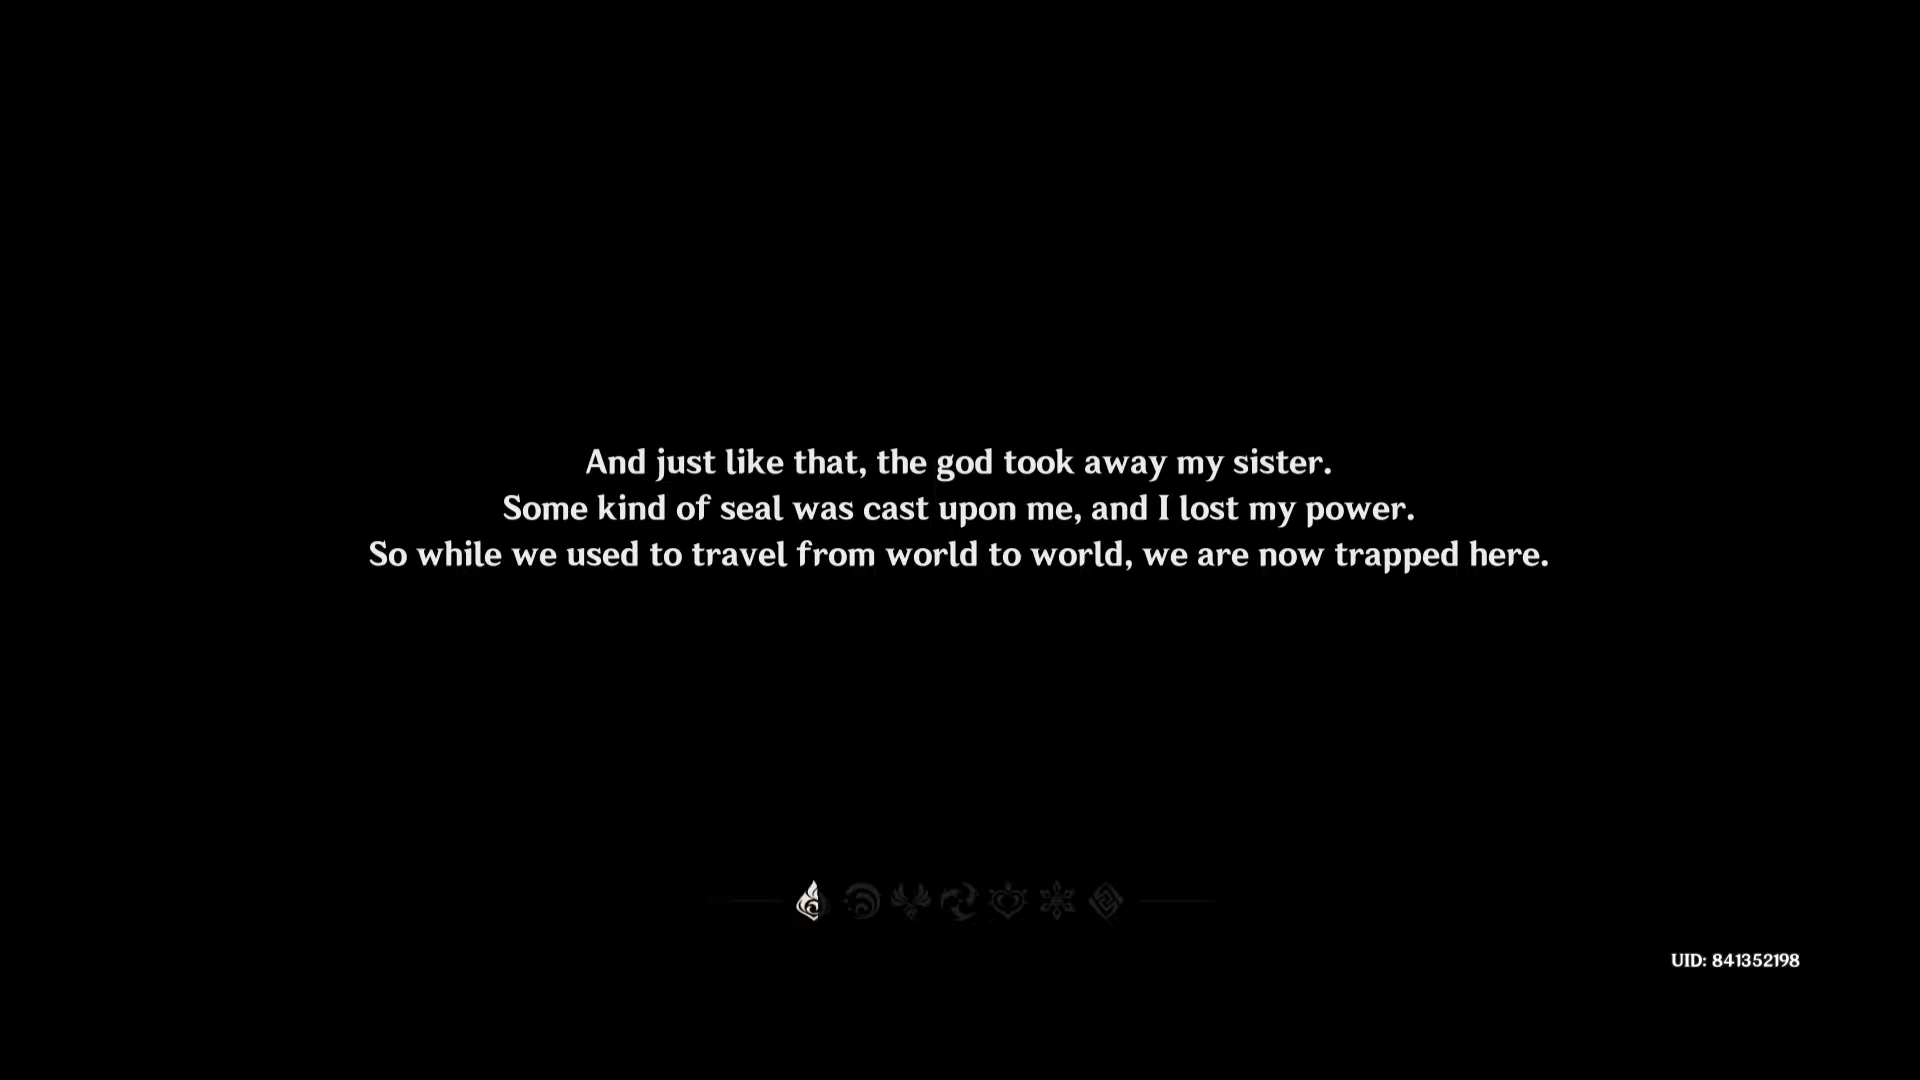 And just like that, the god took away my sister.
Some kind of seal was cast upon me, and I lost my power.
So while we used to travel from world to world, we are now trapped here.
UID: 841352198